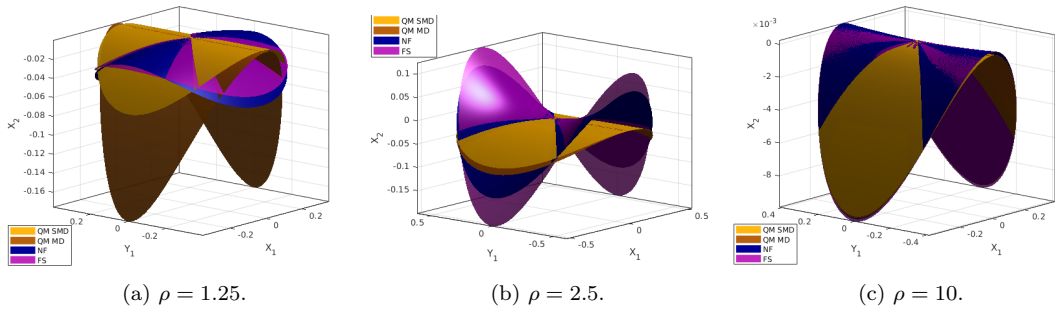 -0.02
-0.04
-0.06
-0.08
-0.1
-0.12
-0.14
-0.16
X2
0.2
0
-0.2
Y1
-0.2
0
0.2
X1
QM SMD
QM MD
NF
FS
(a) ρ = 1.25.
QM SMD
QM MD
NF
FS
0.1
0.05
0
-0.05
-0.1
-0.15
X2
0.5
0
-0.5
Y1
-0.5
0
0.5
X1
(b) ρ = 2.5.
×10-3
0
-2
-4
-6
-8
X2
0.4
0.2
0
-0.2
-0.4
Y1
-0.2
0
0.2
X1
QM SMD
QM MD
NF
FS
(c) ρ = 10.